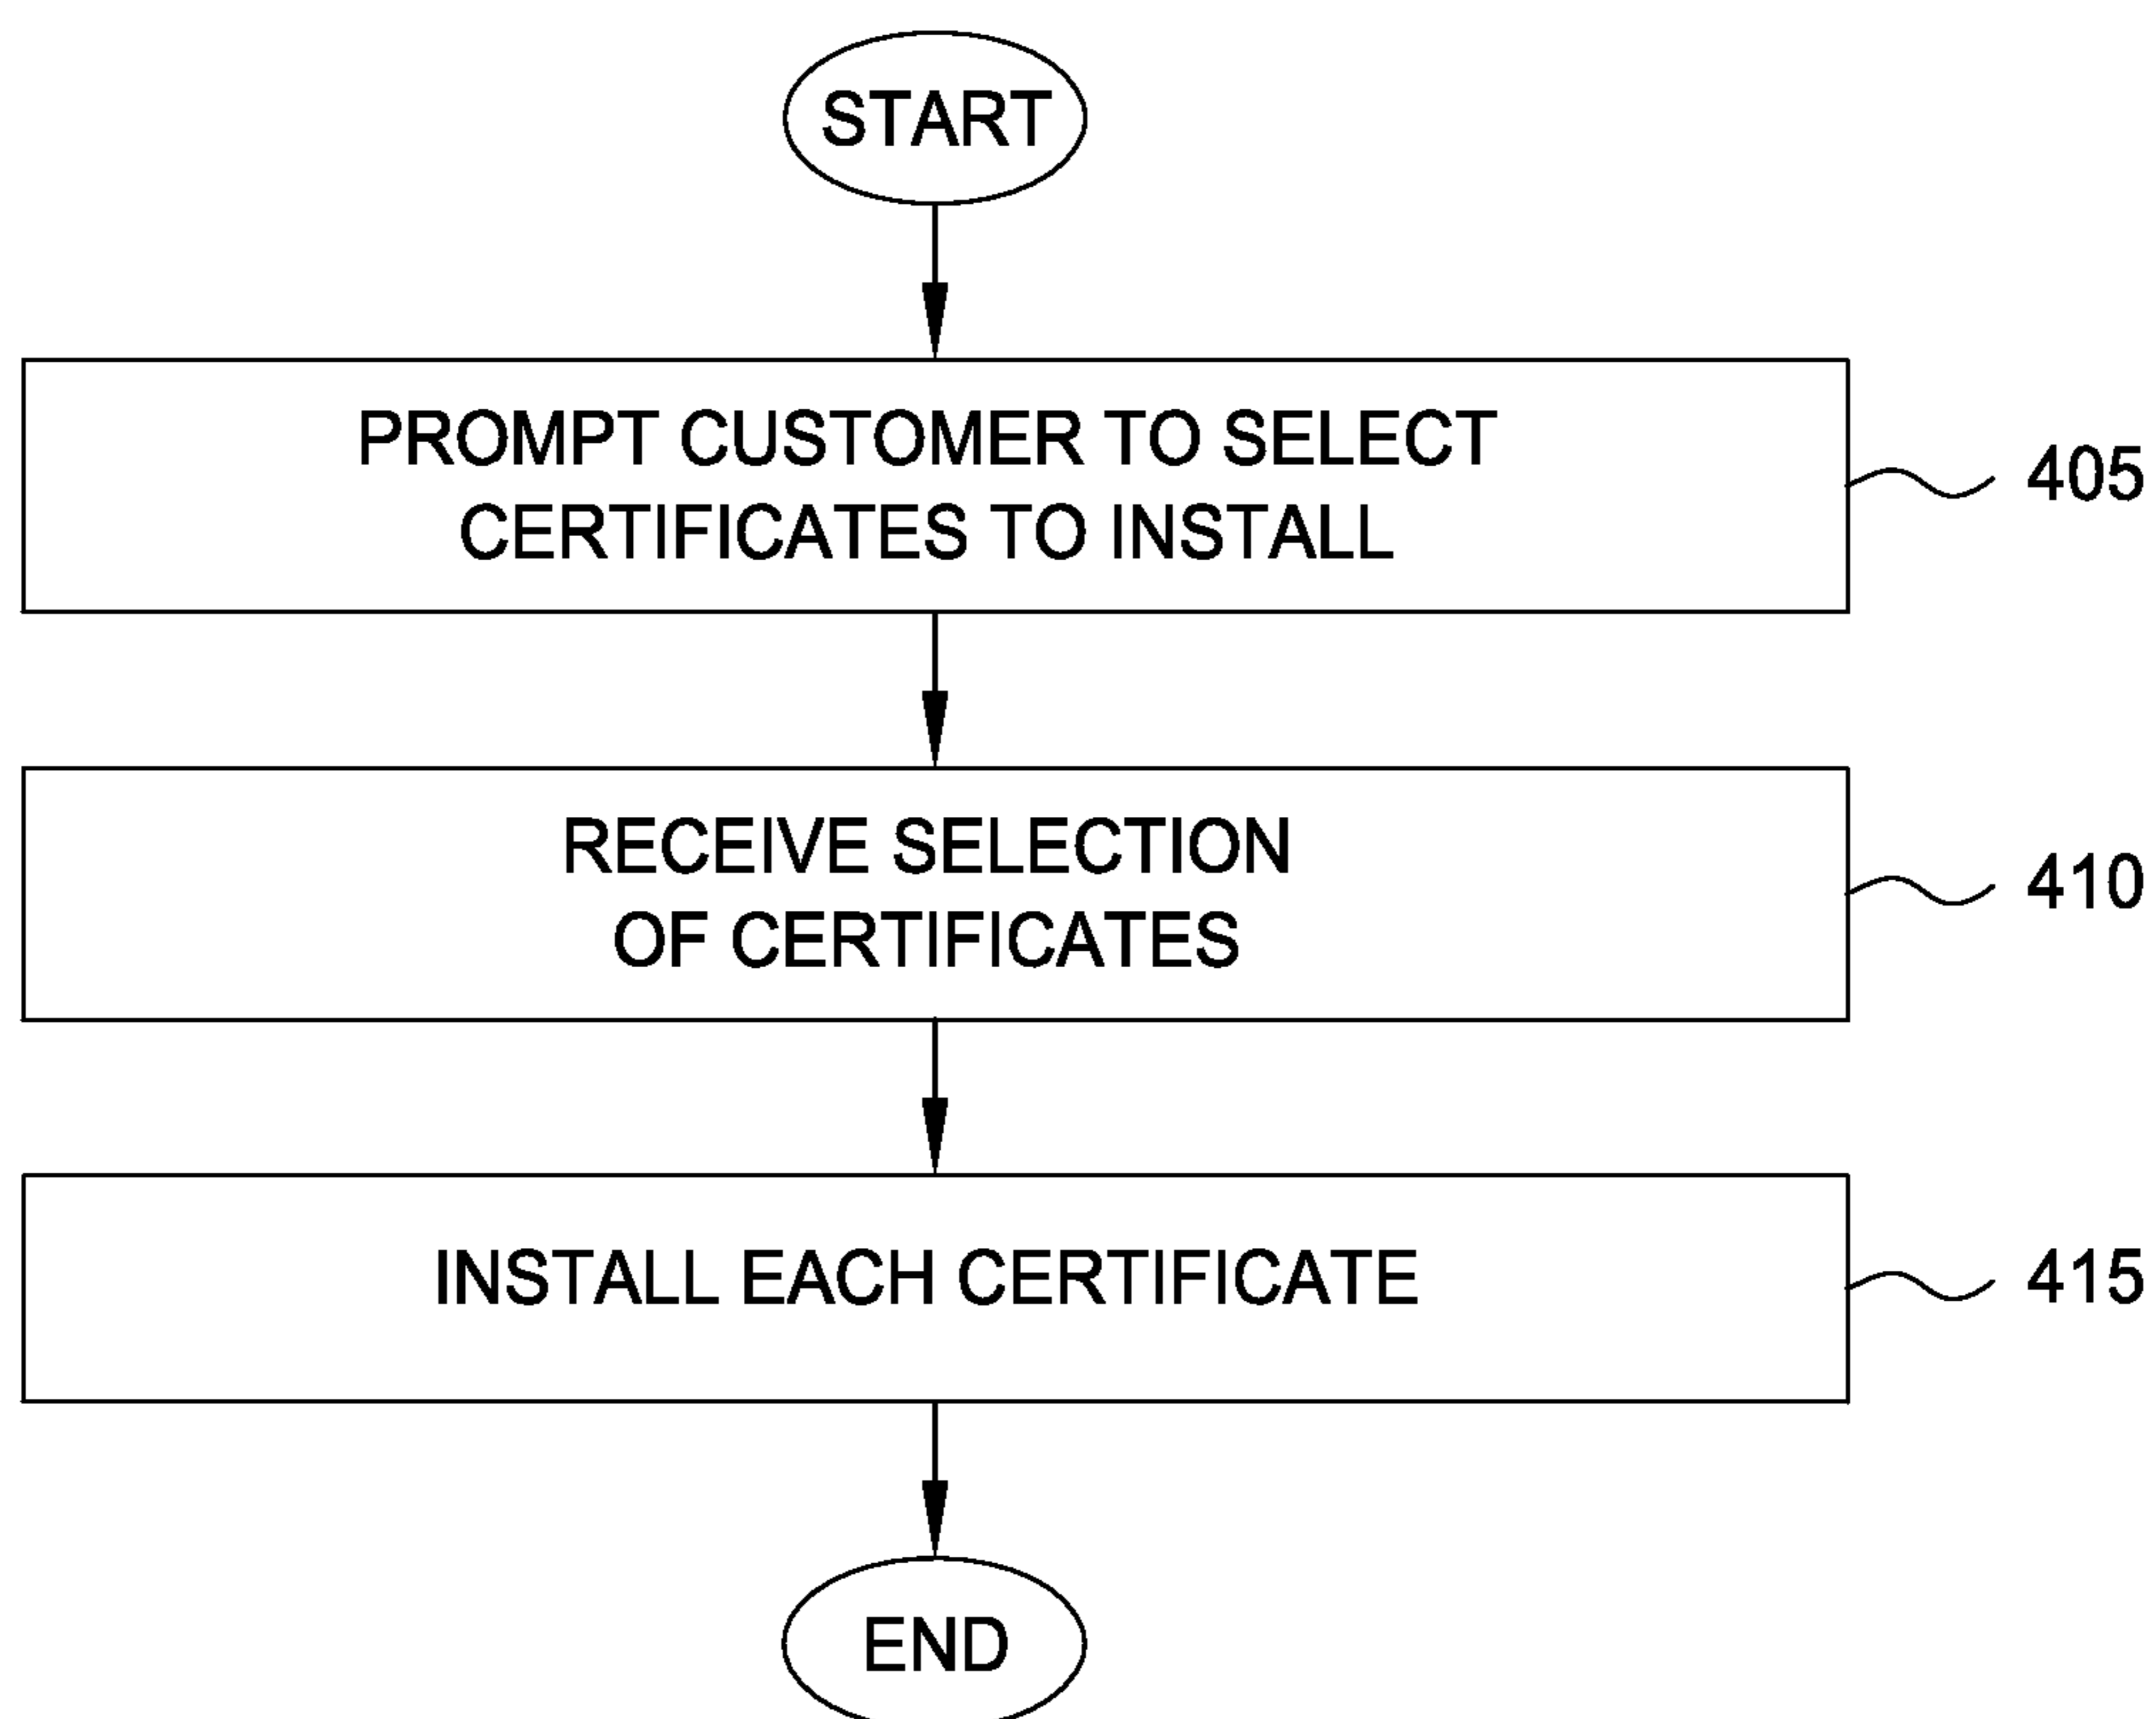 START
PROMPT CUSTOMER TO SELECT
CERTIFICATES TO INSTALL
405
RECEIVE SELECTION
OF CERTIFICATES
410
INSTALL EACH CERTIFICATE
415
END